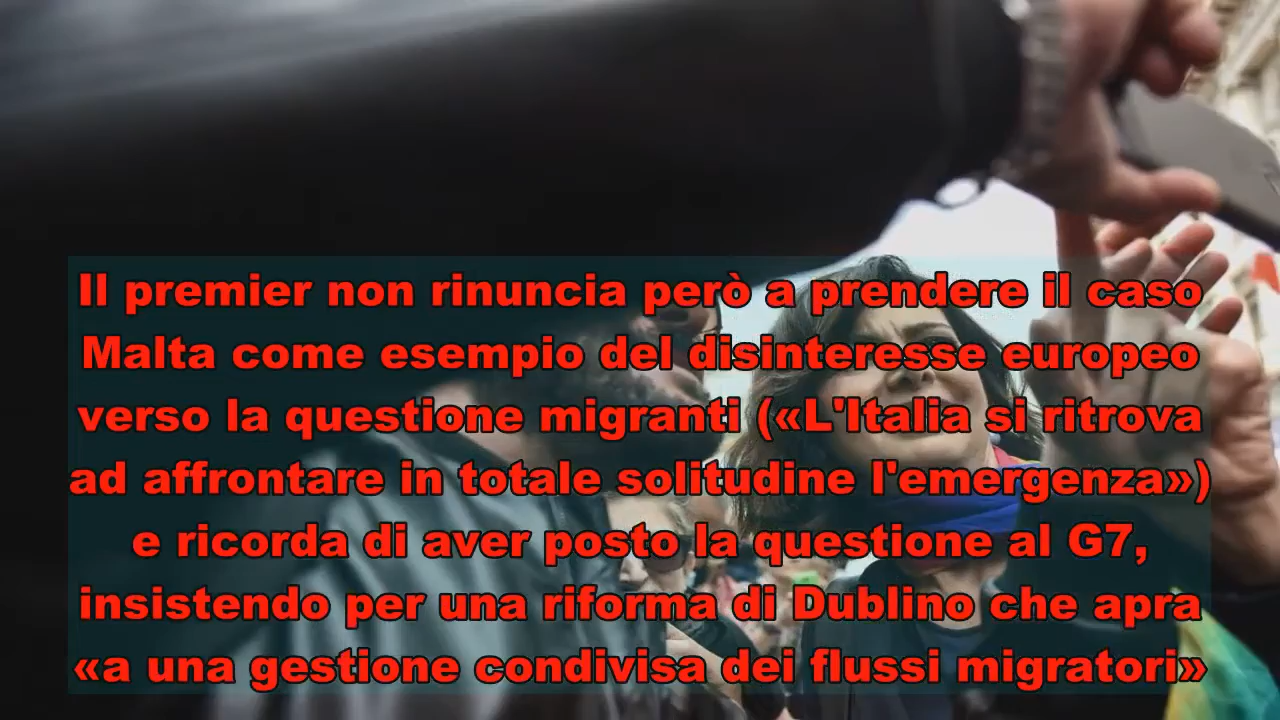 Il premier non rinuncia però a prendere il caso
Malta come esempio del disinteresse europeo
verso la questione migranti («L'Italia si ritrova
ad affrontare in totale solitudine l'emergenza»)
e ricorda di aver posto la questione al G7,
insistendo per una riforma di Dublino che apra
«a una gestione condivisa dei flussi migratori»